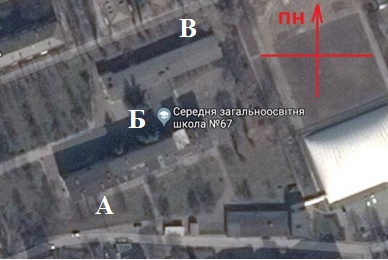 В
ПН
Б
Середня загальноосвітня
школа №67
А